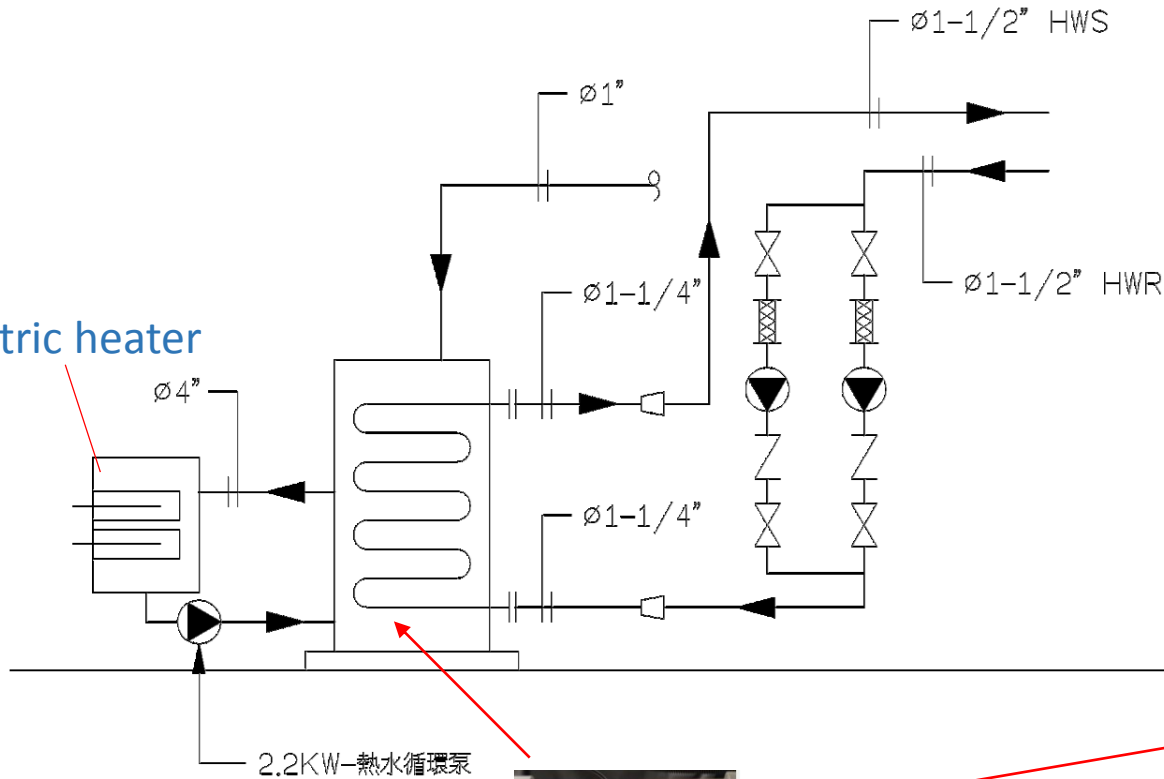 ø1-1/2" HWS
ø1"
ø1-1/2" HWR
ø1-1/4"
tric heater
ø4"
ø1-1/4"
2.2KW-熱水循環泵